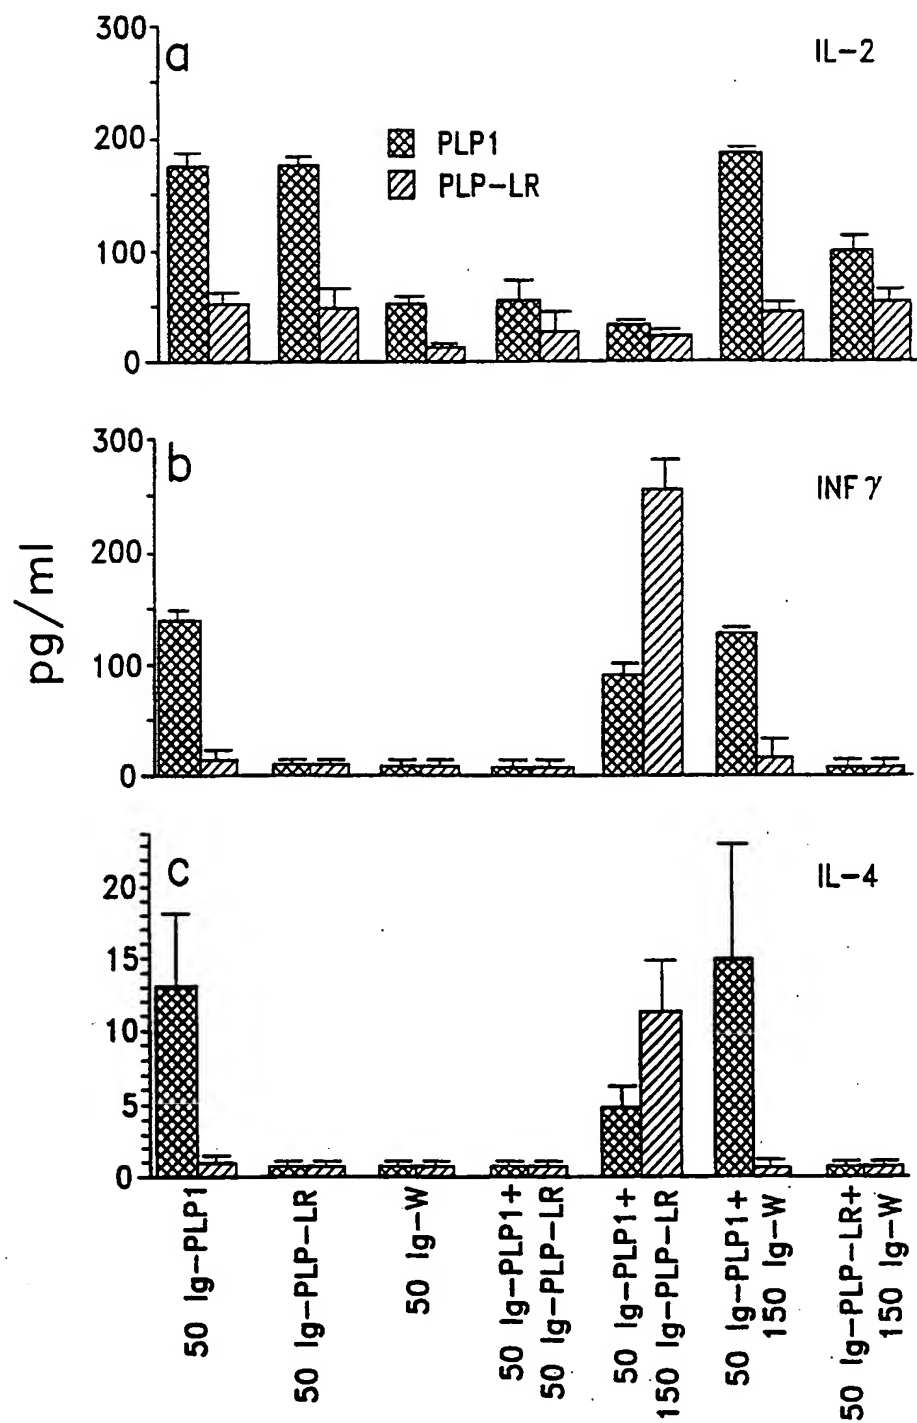 300
a
IL-2
200
PLP1
PLP-LR
100
0
300
b
INF γ
200
100
0
pg/ml
c
IL-4
20
15
10
5
0
50 Ig-PLP1
50 Ig-PLP-LR
50 Ig-W
50 Ig-PLP1+
50 Ig-PLP-LR
50 Ig-PLP1+
150 Ig-PLP-LR
50 Ig-PLP1+
150 Ig-W
50 Ig-PLP-LR+
150 Ig-W